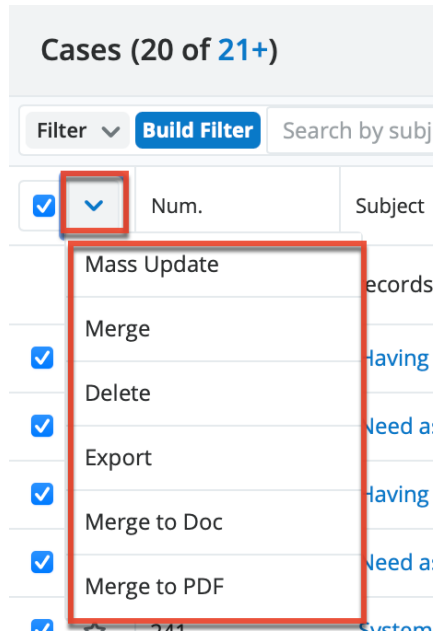 Cases (20 of 21+)
Filter Build Filter Search by subj
Num. Subject
Mass Update
ecords
Merge
Having
Delete
Need as
Export
Having
Merge to Doc
Need as
Merge to PDF
241 System